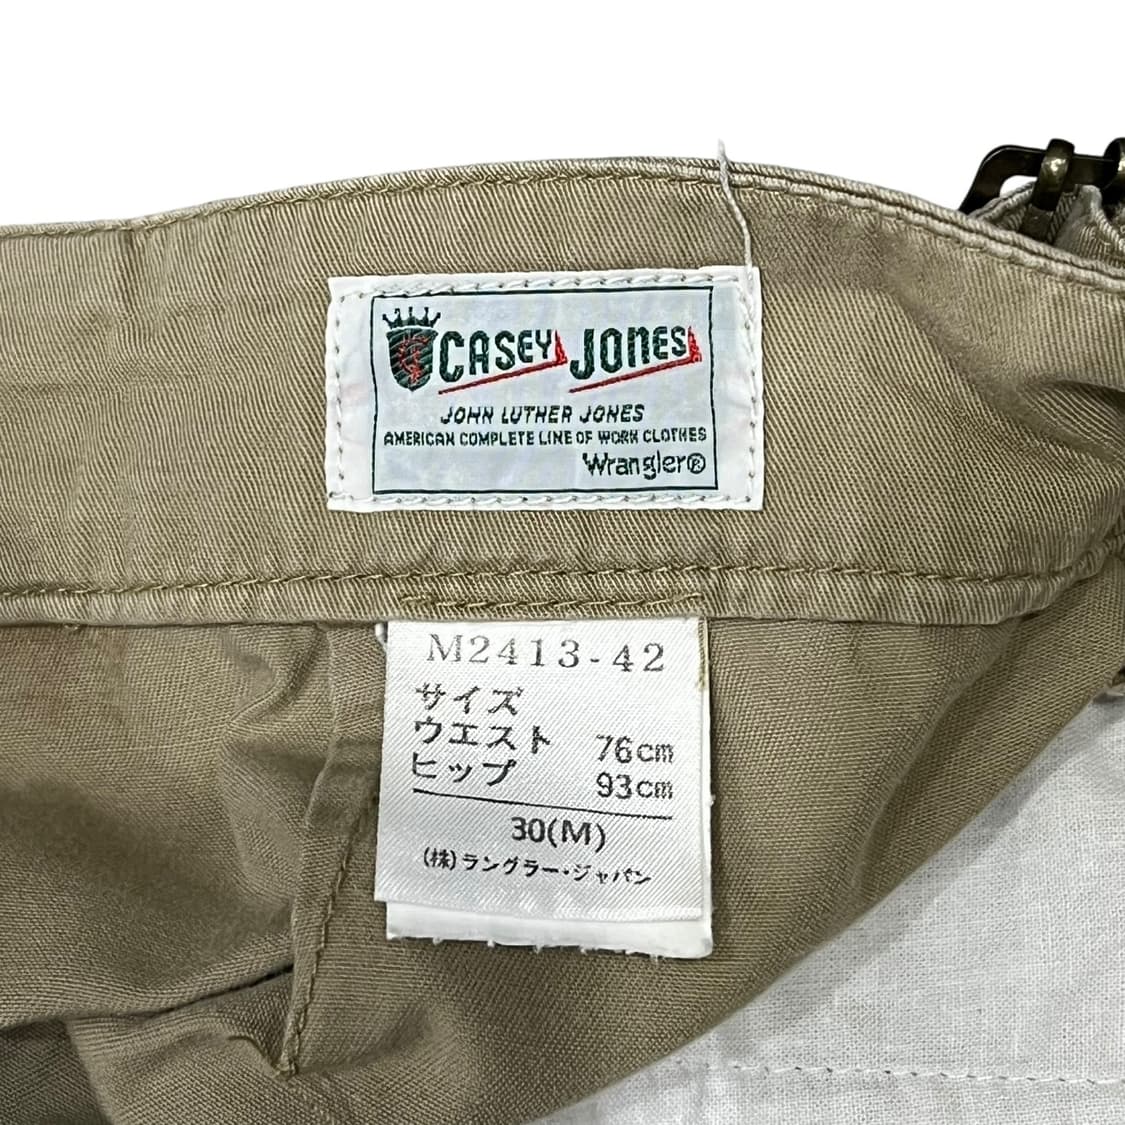 CASEY JONES
JOHN LUTHER JONES
AMERICAN COMPLETE LINE OF WORK CLOTHES
Wrangler®
M2413-42
サイズ
ウエスト 76cm
ヒップ 93cm
30(M)
(株)ラングラー・ジャパン